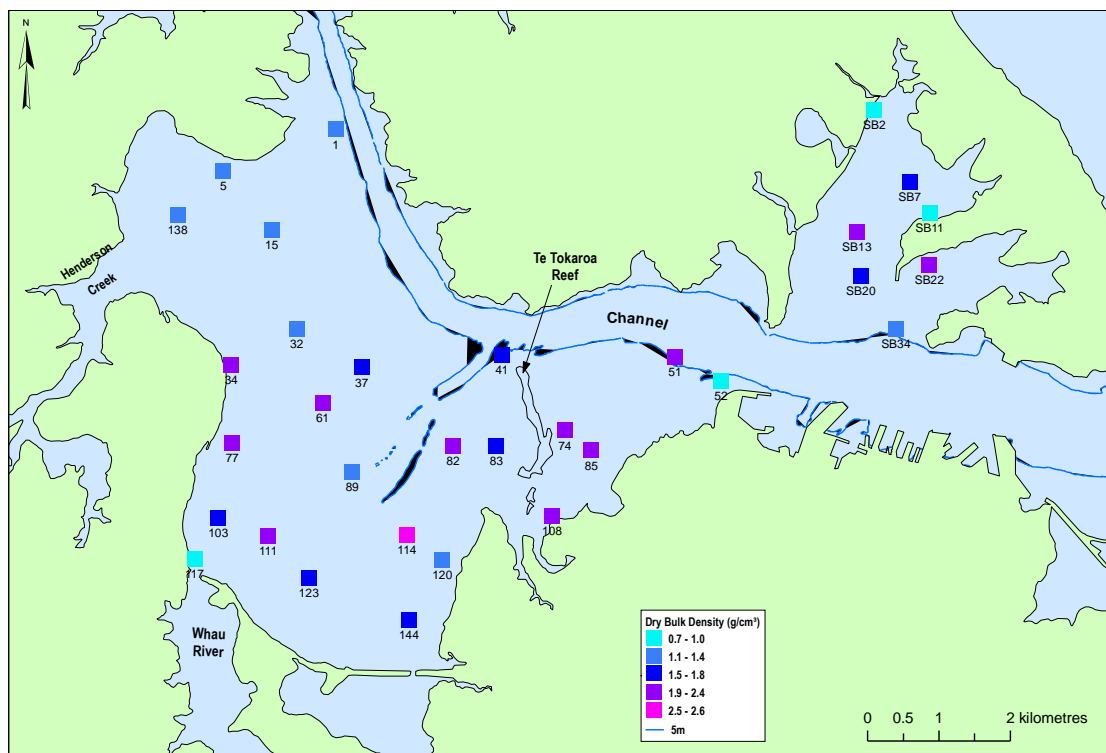 N
1
5
138
15
Henderson
Creek
32
34
37
61
77
89
103
111
117
123
114
120
144
Whau
River
82
83
41
Te Tokaroa
Reef
74
85
108
Channel
51
52
SB2
SB7
SB11
SB13
SB22
SB20
SB34
Dry Bulk Density (g/cm³)
0.7 - 1.0
1.1 - 1.4
1.5 - 1.8
1.9 - 2.4
2.5 - 2.6
5m
0 0.5 1 2 kilometres